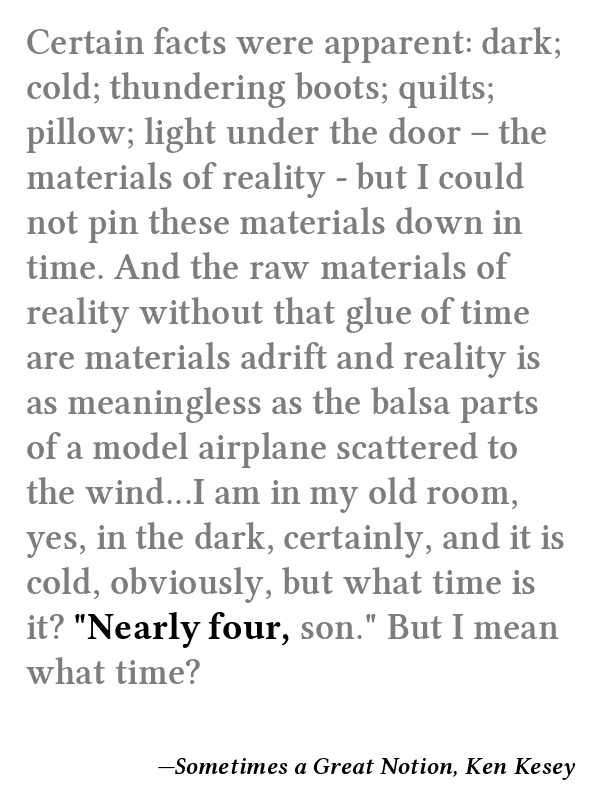 Certain facts were apparent: dark;
cold; thundering boots; quilts;
pillow; light under the door – the
materials of reality - but I could
not pin these materials down in
time. And the raw materials of
reality without that glue of time
are materials adrift and reality is
as meaningless as the balsa parts
of a model airplane scattered to
the wind...I am in my old room,
yes, in the dark, certainly, and it is
cold, obviously, but what time is
it? "Nearly four, son." But I mean
what time?
—Sometimes a Great Notion, Ken Kesey